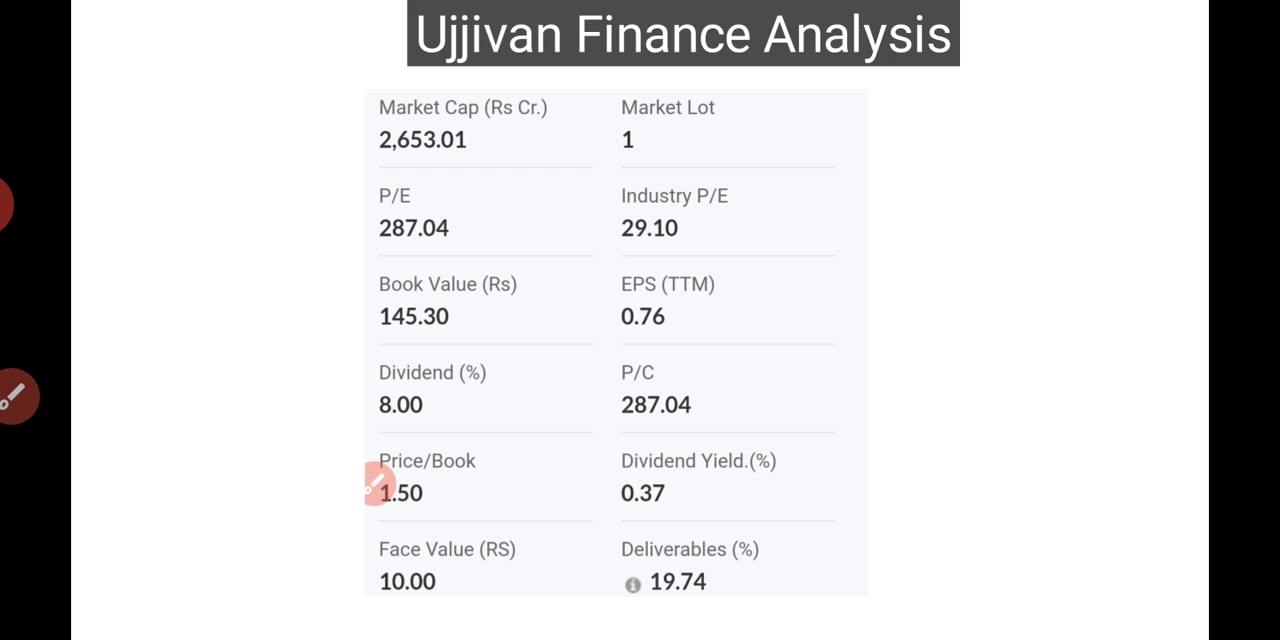 Ujjivan Finance Analysis
Market Cap (Rs Cr.) Market Lot
2,653.01 1
P/E Industry P/E
287.04 29.10
Book Value (Rs) EPS (TTM)
145.30 0.76
Dividend (%) P/C
8.00 287.04
Price/Book Dividend Yield.(%)
1.50 0.37
Face Value (RS) Deliverables (%)
10.00 19.74